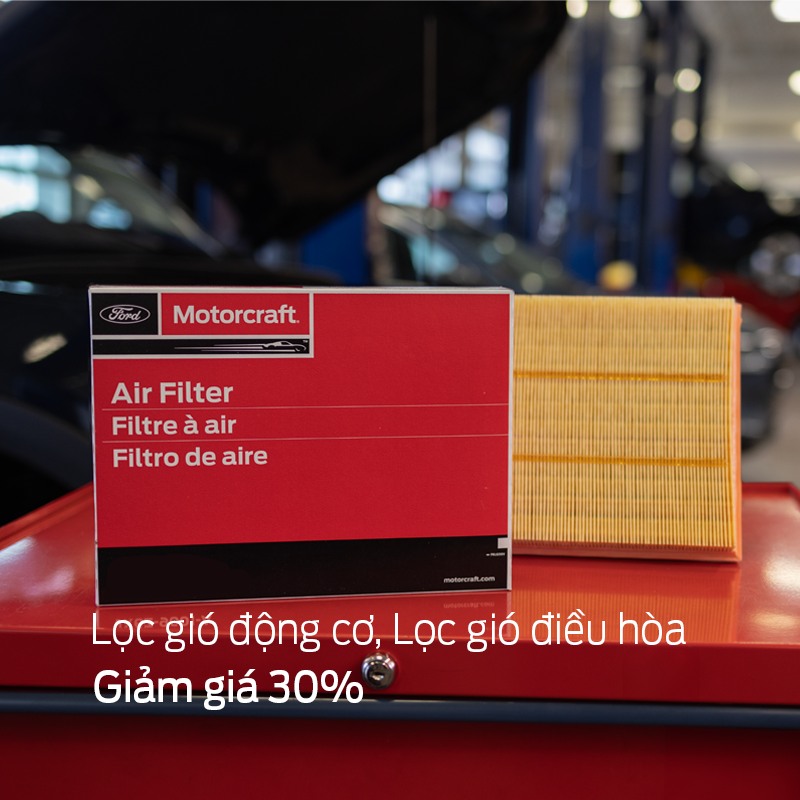 Ford
Motorcraft®
Air Filter
Filtre à air
Filtro de aire
motorcraft.com
Lọc gió động cơ, Lọc gió điều hòa
Giảm giá 30%